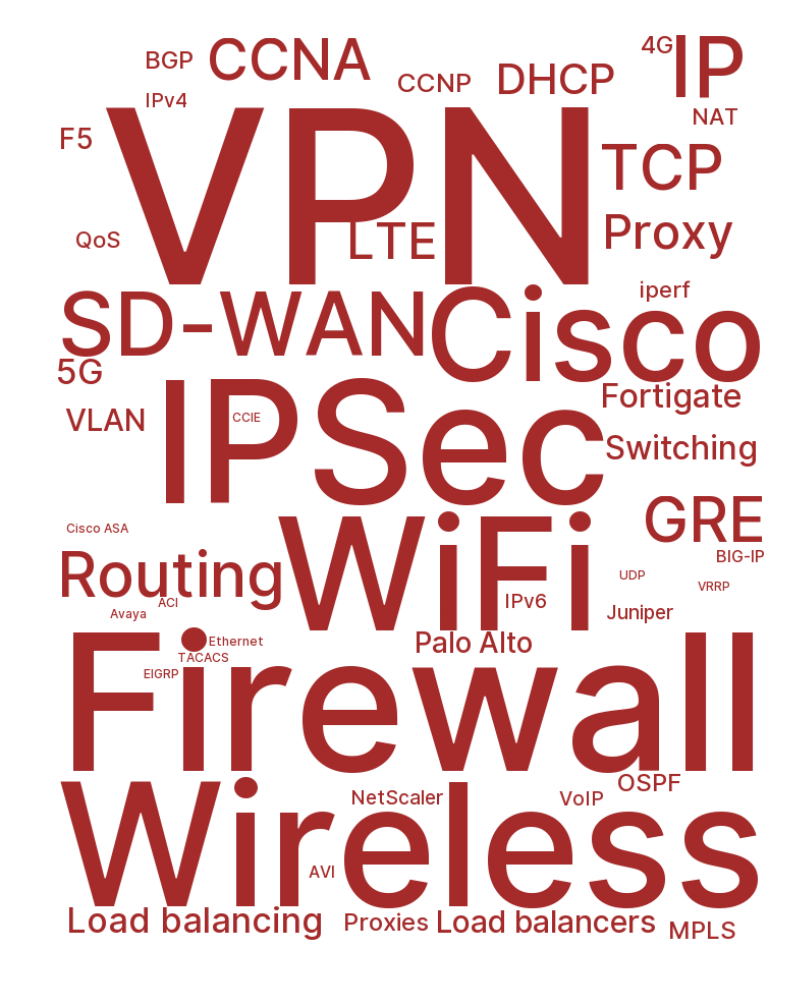 4G
CCNA
IP
BGP
CCNP
DHCP
IPv4
NAT
F5
VPN
TCP
QoS
LTE
Proxy
iperf
SD-WAN
Cisco
5G
Fortigate
VLAN
CCIE
IPSec
Switching
Cisco ASA
GRE
BIG-IP
Routing
WiFi
UDP
VRRP
ACI
IPv6
Avaya
Juniper
Ethernet
Palo Alto
TACACS
EIGRP
Firewall
OSPF
NetScaler
VoIP
Wireless
AVI
Load balancing
Proxies
Load balancers
MPLS